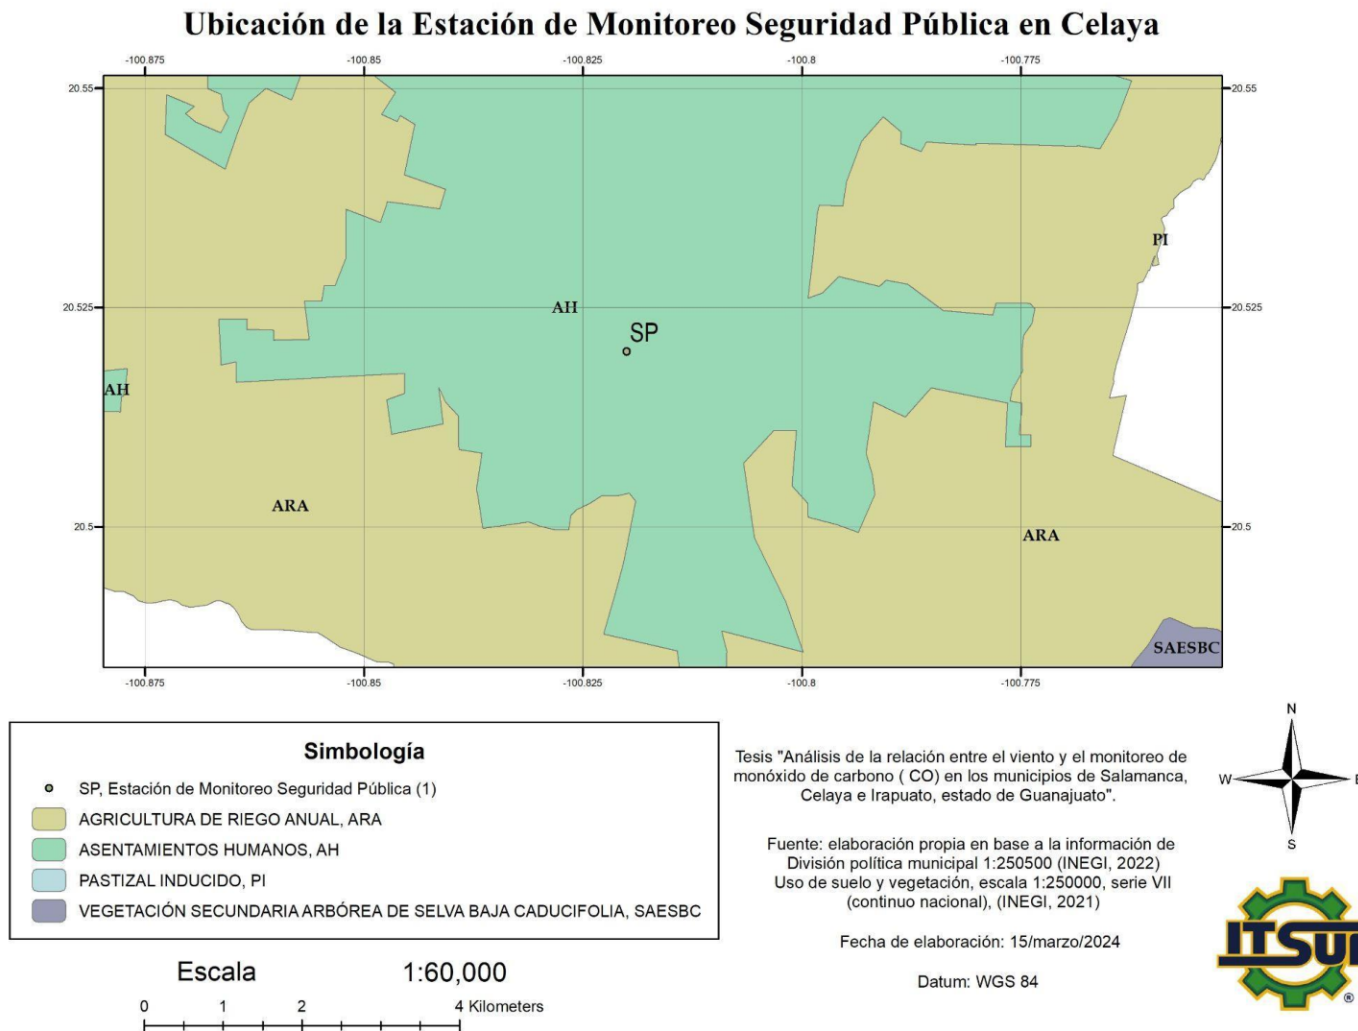 Ubicación de la Estación de Monitoreo Seguridad Pública en Celaya
-100.875 -100.85 -100.825 -100.8 -100.775
20.55 20.55
PI
20.525 AH 20.525
SP
AH
ARA
20.5 20.5
ARA
SAESBC
-100.875 -100.85 -100.825 -100.8 -100.775
Simbología
SP, Estación de Monitoreo Seguridad Pública (1)
AGRICULTURA DE RIEGO ANUAL, ARA
ASENTAMIENTOS HUMANOS, AH
PASTIZAL INDUCIDO, PI
VEGETACIÓN SECUNDARIA ARBÓREA DE SELVA BAJA CADUCIFOLIA, SAESBC
Escala 1:60,000
0 1 2 4 Kilometers
Tesis "Análisis de la relación entre el viento y el monitoreo de
monóxido de carbono ( CO) en los municipios de Salamanca,
Celaya e Irapuato, estado de Guanajuato".
Fuente: elaboración propia en base a la información de
División política municipal 1:250500 (INEGI, 2022)
Uso de suelo y vegetación, escala 1:250000, serie VII
(continuo nacional), (INEGI, 2021)
Fecha de elaboración: 15/marzo/2024
Datum: WGS 84
N
W E
S
ITSUR
®